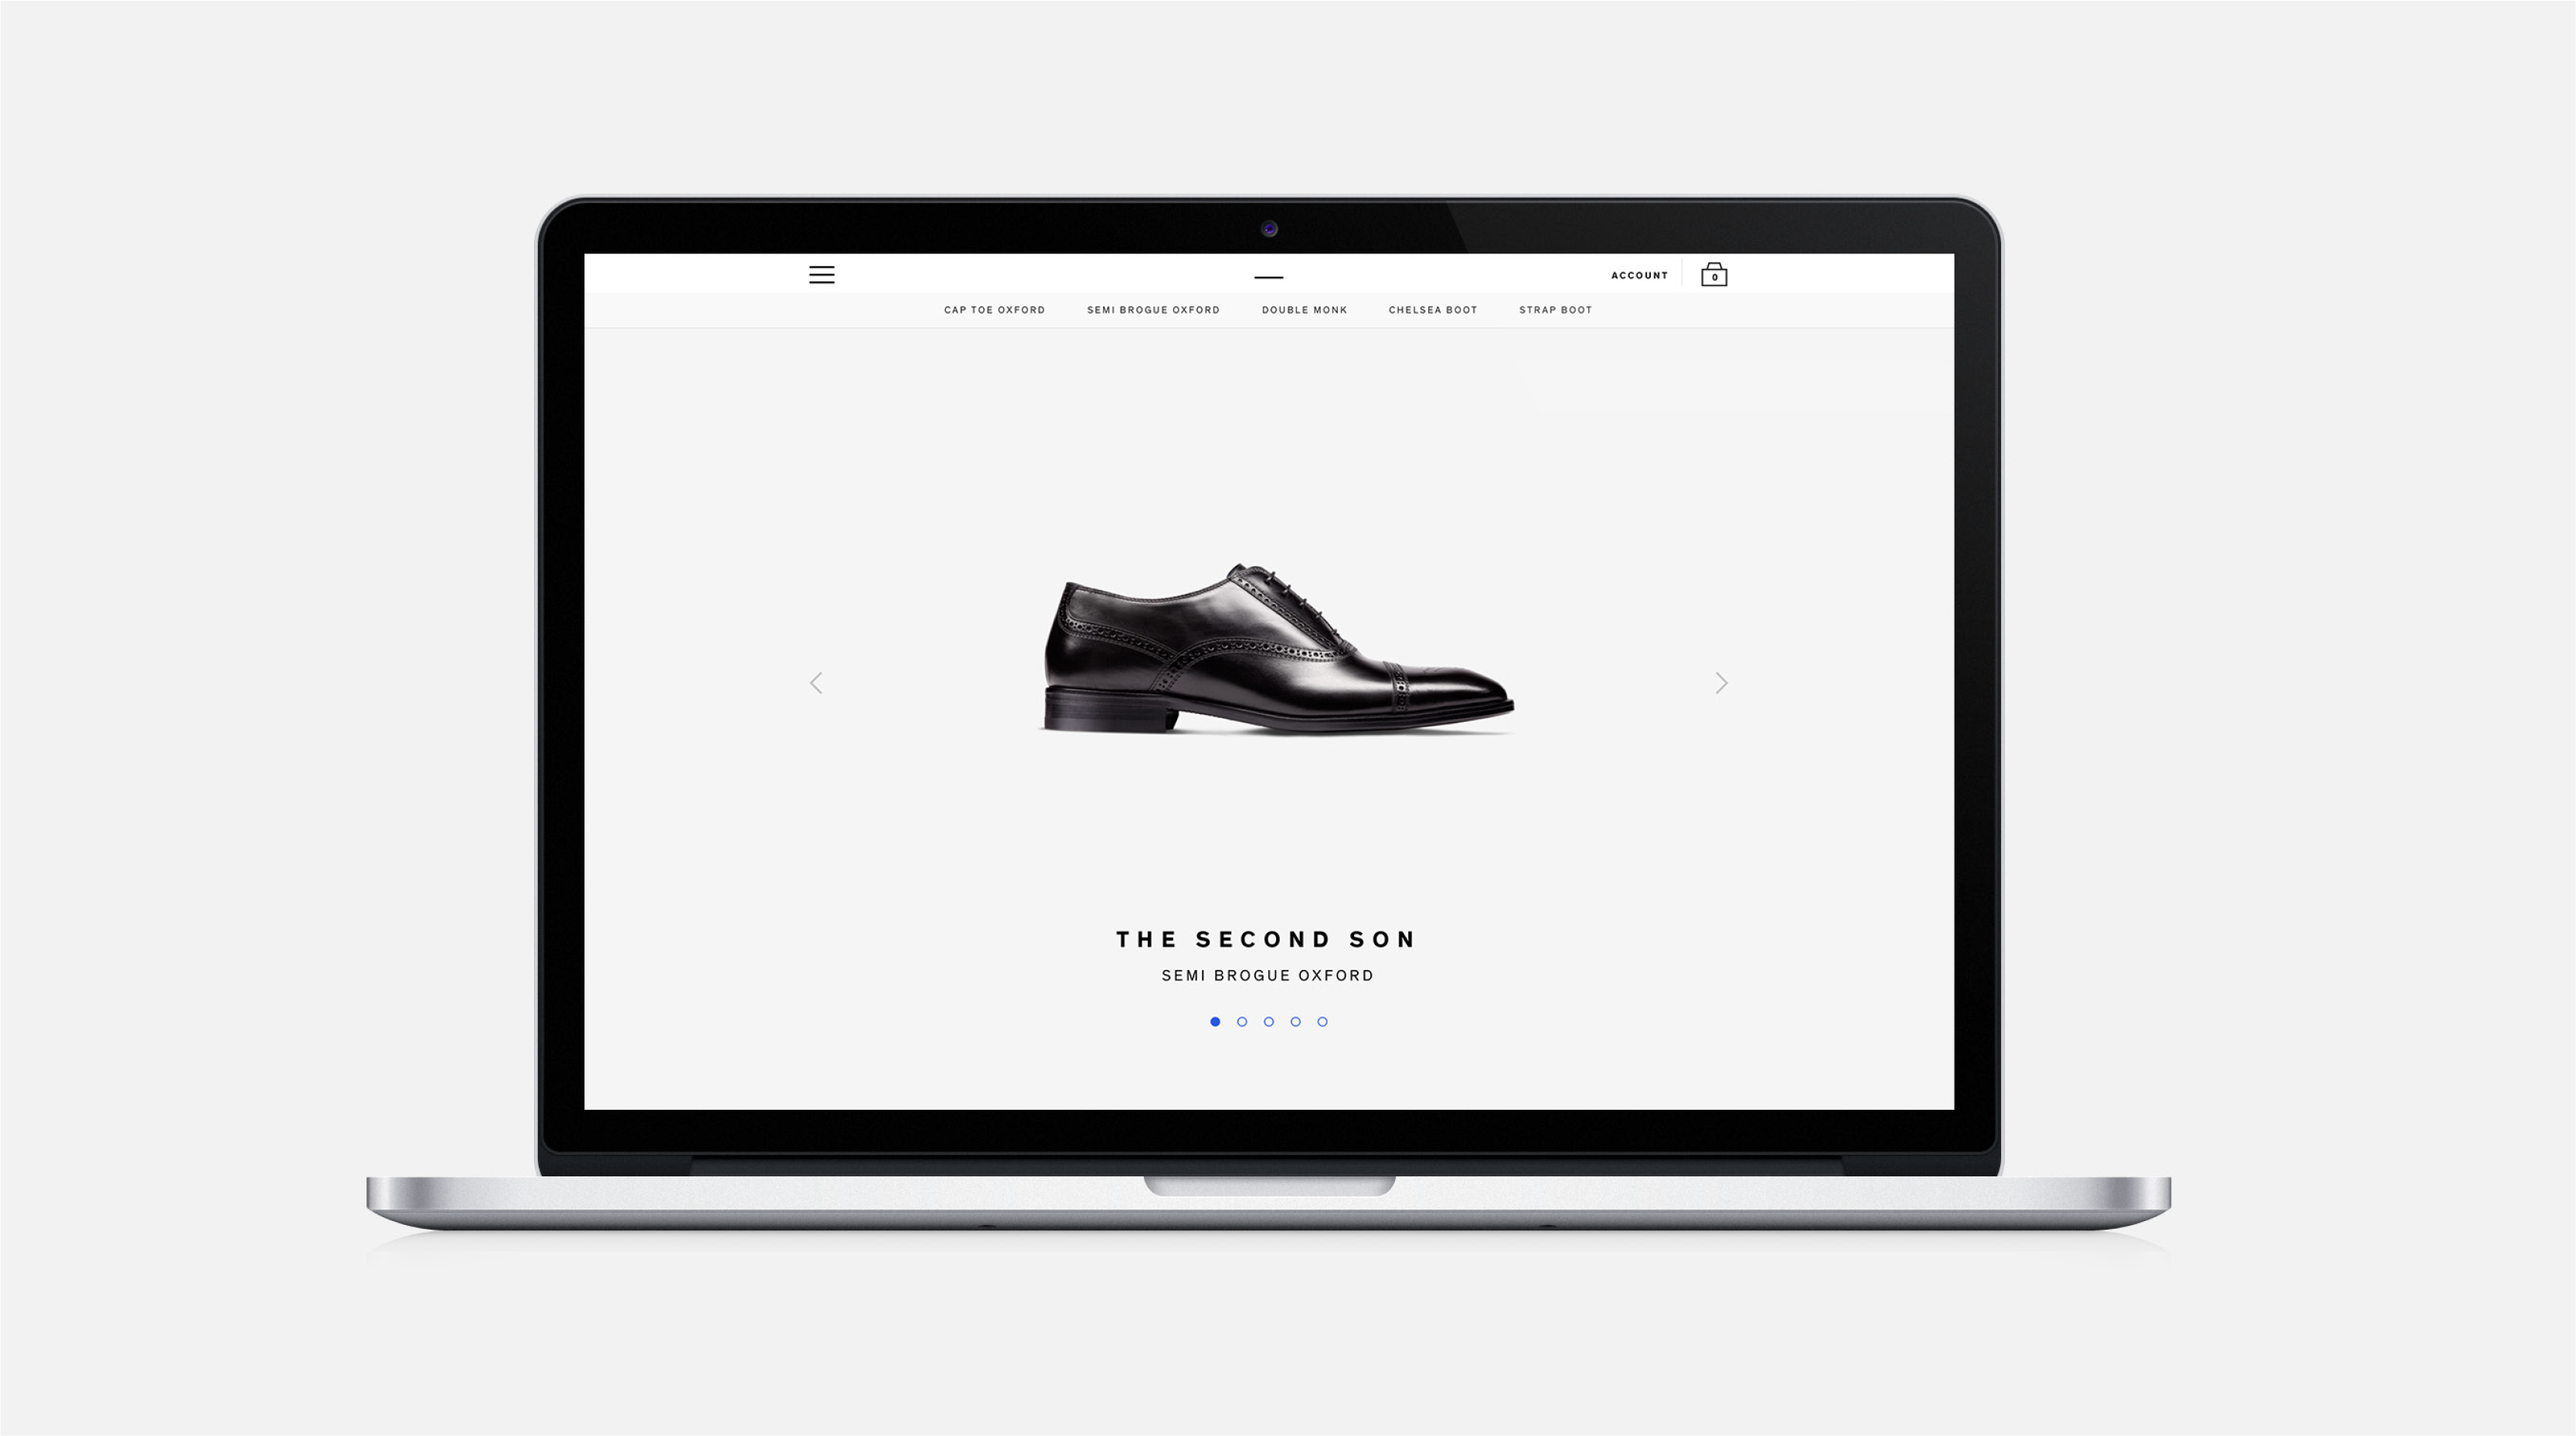 ACCOUNT 0
CAP TOE OXFORD SEMI BROGUE OXFORD DOUBLE MONK CHELSEA BOOT STRAP BOOT
THE SECOND SON
SEMI BROGUE OXFORD